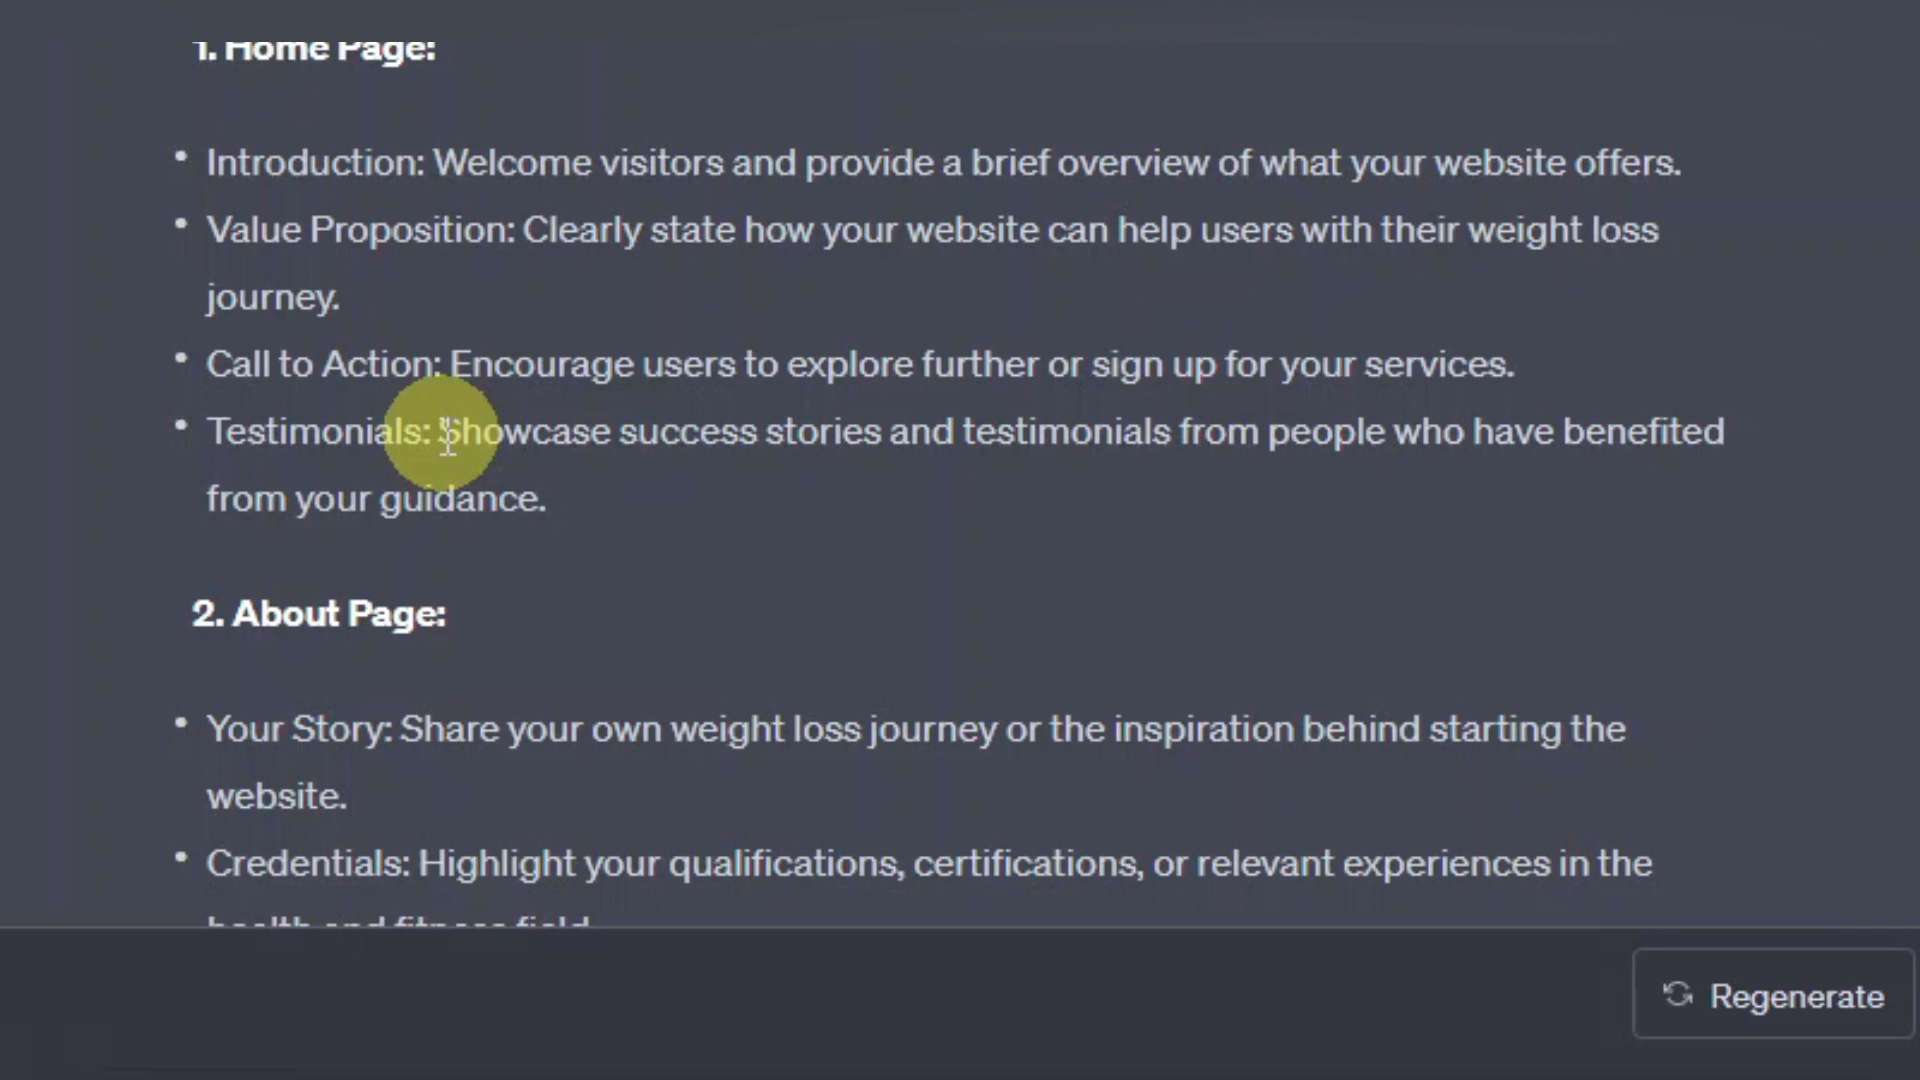 1. Home Page:
• Introduction: Welcome visitors and provide a brief overview of what your website offers.
• Value Proposition: Clearly state how your website can help users with their weight loss
journey.
• Call to Action: Encourage users to explore further or sign up for your services.
• Testimonials: Showcase success stories and testimonials from people who have benefited
from your guidance.
2. About Page:
• Your Story: Share your own weight loss journey or the inspiration behind starting the
website.
• Credentials: Highlight your qualifications, certifications, or relevant experiences in the
health and fitness field.
Regenerate